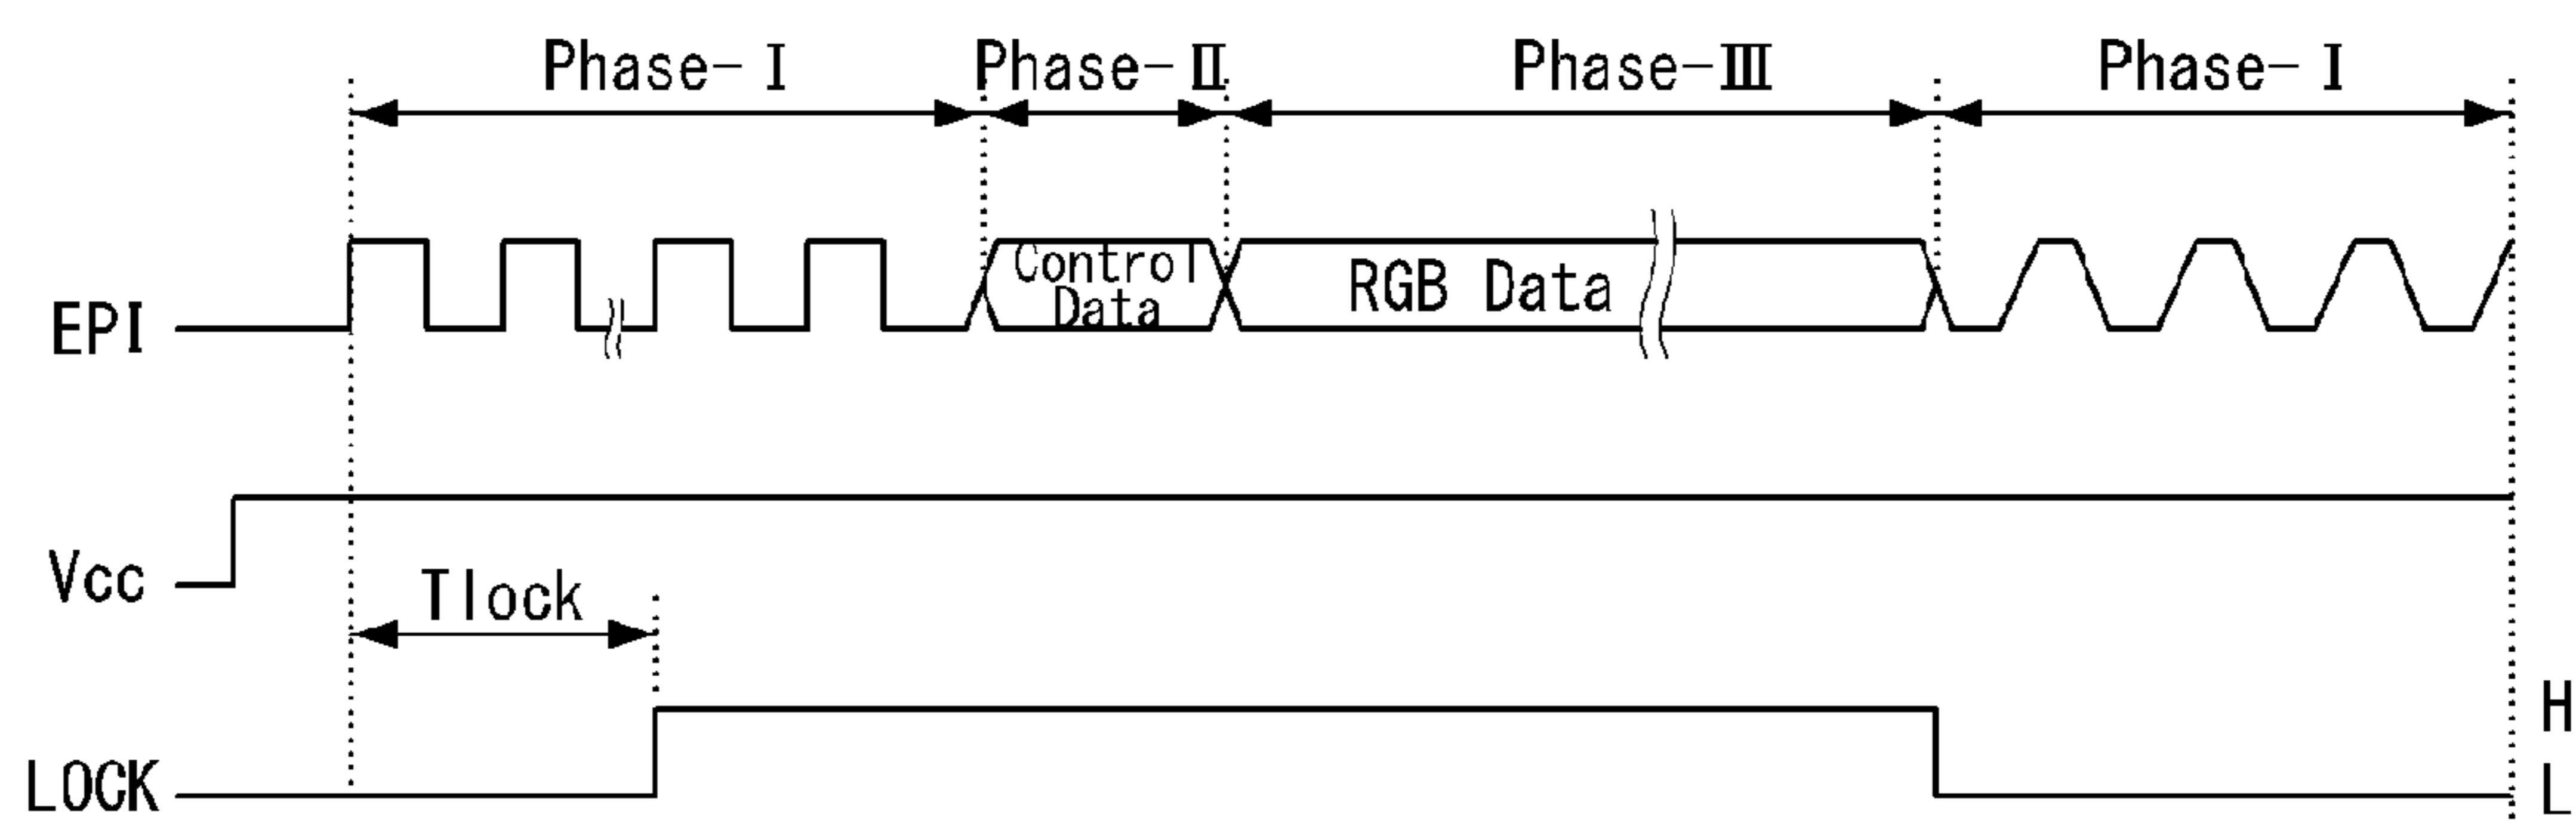 Phase-Ⅰ
Phase-Ⅱ
Phase-Ⅲ
Phase-Ⅰ
EPI
Control
Data
RGB Data
Vcc
Tlock
LOCK
H
L